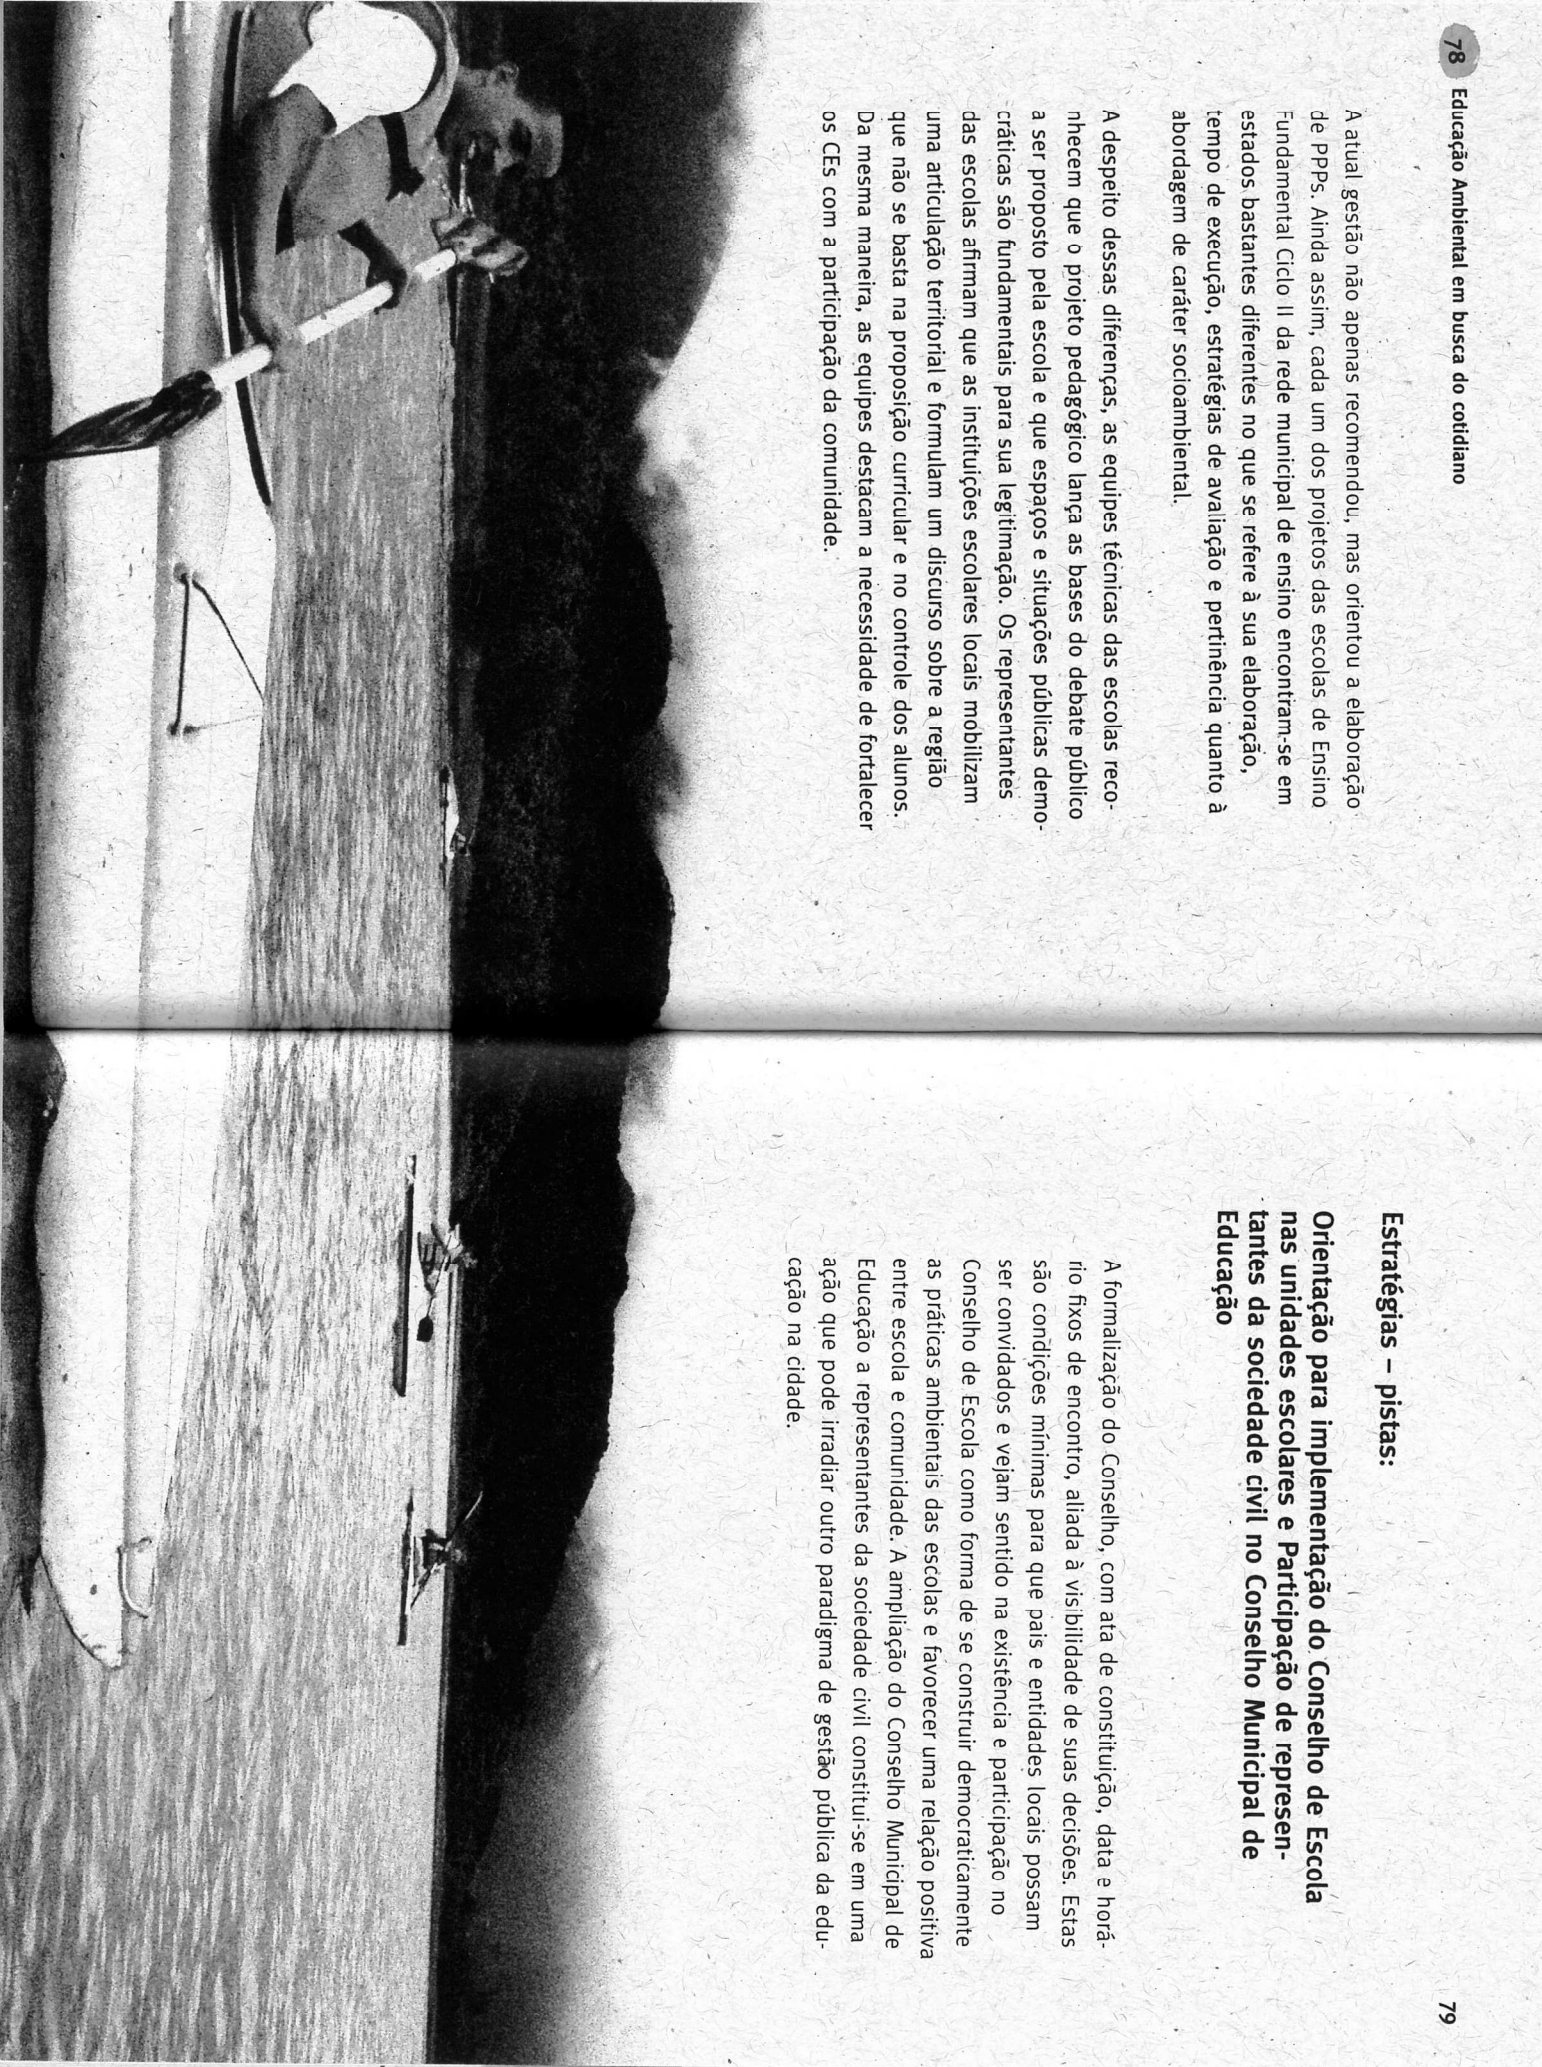 78 Educação Ambiental em busca do cotidiano
A atual gestão não apenas recomendou, mas orientou a elaboração
de PPPs. Ainda assim, cada um dos projetos das escolas de Ensino
Fundamental Ciclo II da rede municipal de ensino encontram-se em
estados bastantes diferentes no que se refere à sua elaboração,
tempo de execução, estratégias de avaliação e pertinência quanto à
abordagem de caráter socioambiental.
A despeito dessas diferenças, as equipes técnicas das escolas reco-
nhecem que o projeto pedagógico lança as bases do debate público
a ser proposto pela escola e que espaços e situações públicas demo-
cráticas são fundamentais para sua legitimação. Os representantes
das escolas afirmam que as instituições escolares locais mobilizam
uma articulação territorial e formulam um discurso sobre a região
que não se basta na proposição curricular e no controle dos alunos.
Da mesma maneira, as equipes destacam a necessidade de fortalecer
os CEs com a participação da comunidade.
79
Estratégias – pistas:
Orientação para implementação do Conselho de Escola
nas unidades escolares e Participação de represen-
tantes da sociedade civil no Conselho Municipal de
Educação
A formalização do Conselho, com ata de constituição, data e horá-
rio fixos de encontro, aliada à visibilidade de suas decisões. Estas
são condições mínimas para que pais e entidades locais possam
ser convidados e vejam sentido na existência e participação no
Conselho de Escola como forma de se construir democraticamente
as práticas ambientais das escolas e favorecer uma relação positiva
entre escola e comunidade. A ampliação do Conselho Municipal de
Educação a representantes da sociedade civil constitui-se em uma
ação que pode irradiar outro paradigma de gestão pública da edu-
cação na cidade.